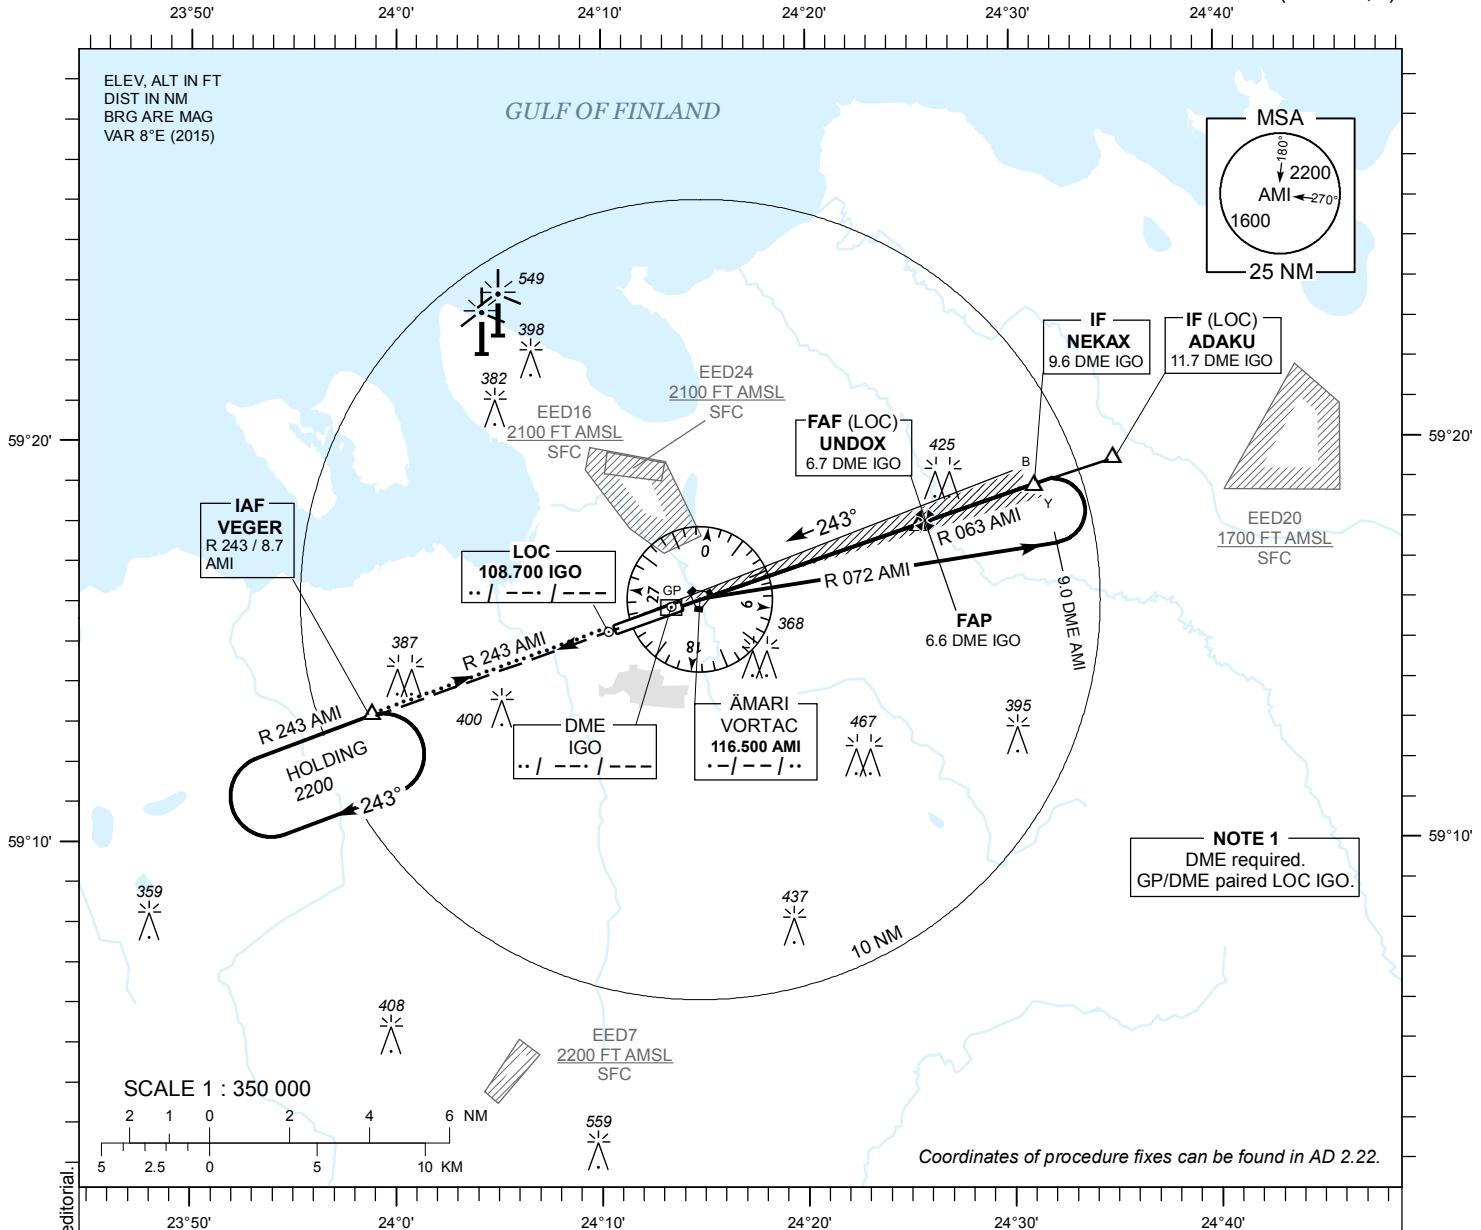 23°50' 24°0' 24°10' 24°20' 24°30' 24°40'
ELEV, ALT IN FT
DIST IN NM
BRG ARE MAG
VAR 8°E (2015)
GULF OF FINLAND
MSA
180°
2200
AMI
270°
1600
25 NM
549
398
382
EED24
2100 FT AMSL
SFC
EED16
2100 FT AMSL
SFC
IF
NEKAX
9.6 DME IGO
IF (LOC)
ADAKU
11.7 DME IGO
59°20'
59°20'
FAF (LOC)
UNDOX
6.7 DME IGO
425
B
Y
EED20
1700 FT AMSL
SFC
IAF
VEGER
R 243 / 8.7
AMI
LOC
108.700 IGO
·· / −−· / −−−
243°
R 063 AMI
R 072 AMI
9.0 DME AMI
GP
0
9
18
27
FAP
6.6 DME IGO
368
387
R 243 AMI
400
R 243 AMI
HOLDING
2200
243°
DME
IGO
·· / −−· / −−−
ÄMARI
VORTAC
116.500 AMI
·− / −− / ··
467
395
59°10'
59°10'
NOTE 1
DME required.
GP/DME paired LOC IGO.
359
437
10 NM
408
EED7
2200 FT AMSL
SFC
559
SCALE 1 : 350 000
2 1 0 2 4 6 NM
5 2.5 0 5 10 KM
Coordinates of procedure fixes can be found in AD 2.22.
editorial.
23°50' 24°0' 24°10' 24°20' 24°30' 24°40'